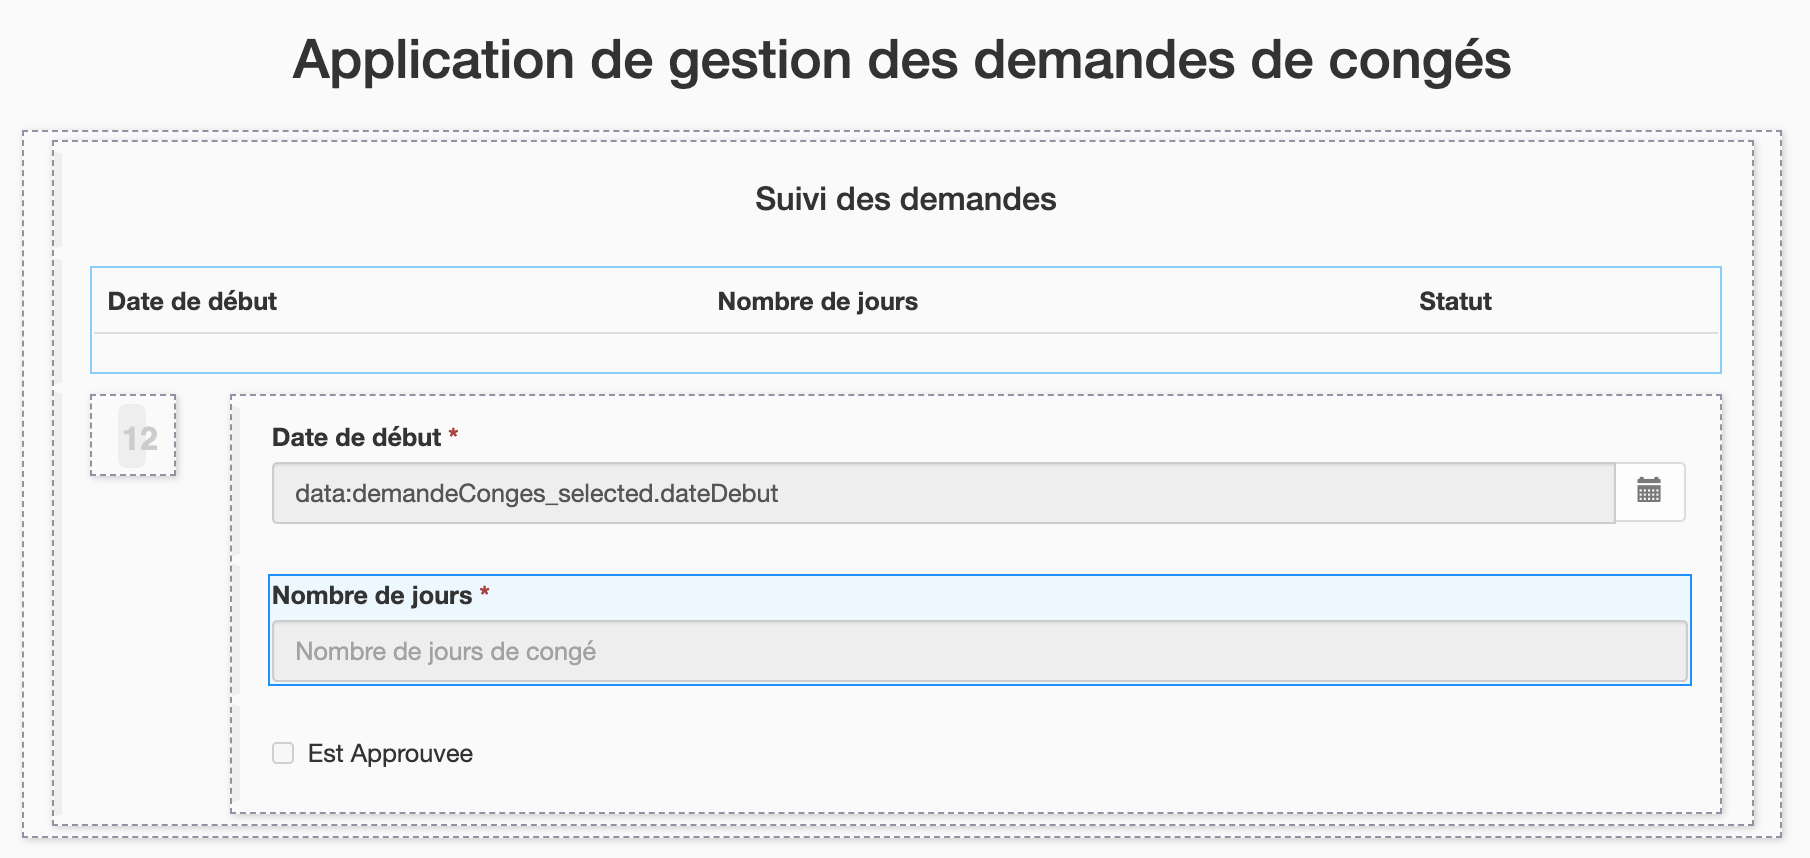 Application de gestion des demandes de congés
Suivi des demandes
Date de début Nombre de jours Statut
12
Date de début *
data:demandeConges_selected.dateDebut
Nombre de jours *
Nombre de jours de congé
Est Approuvee